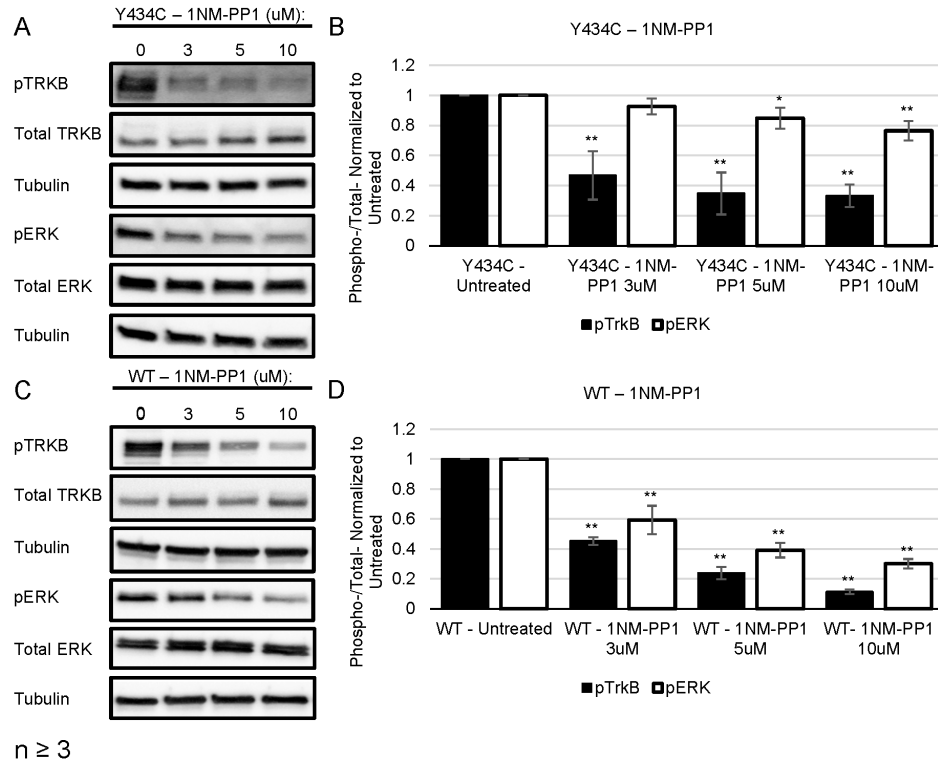 A
Y434C – 1NM-PP1 (uM):
0 3 5 10
pTRKB
Total TRKB
Tubulin
pERK
Total ERK
Tubulin
B
Y434C – 1NM-PP1
Phospho-/Total- Normalized to
Untreated
1.2
1
0.8
0.6
0.4
0.2
0
**
**
*
**
**
Y434C -
Untreated
Y434C - 1NM-
PP1 3uM
Y434C - 1NM-
PP1 5uM
Y434C - 1NM-
PP1 10uM
pTrkB pERK
C
WT – 1NM-PP1 (uM):
0 3 5 10
pTRKB
Total TRKB
Tubulin
pERK
Total ERK
Tubulin
D
WT – 1NM-PP1
Phospho-/Total- Normalized to
Untreated
1.2
1
0.8
0.6
0.4
0.2
0
**
**
**
**
**
**
WT - Untreated
WT - 1NM-PP1
3uM
WT - 1NM-PP1
5uM
WT- 1NM-PP1
10uM
pTrkB pERK
n ≥ 3